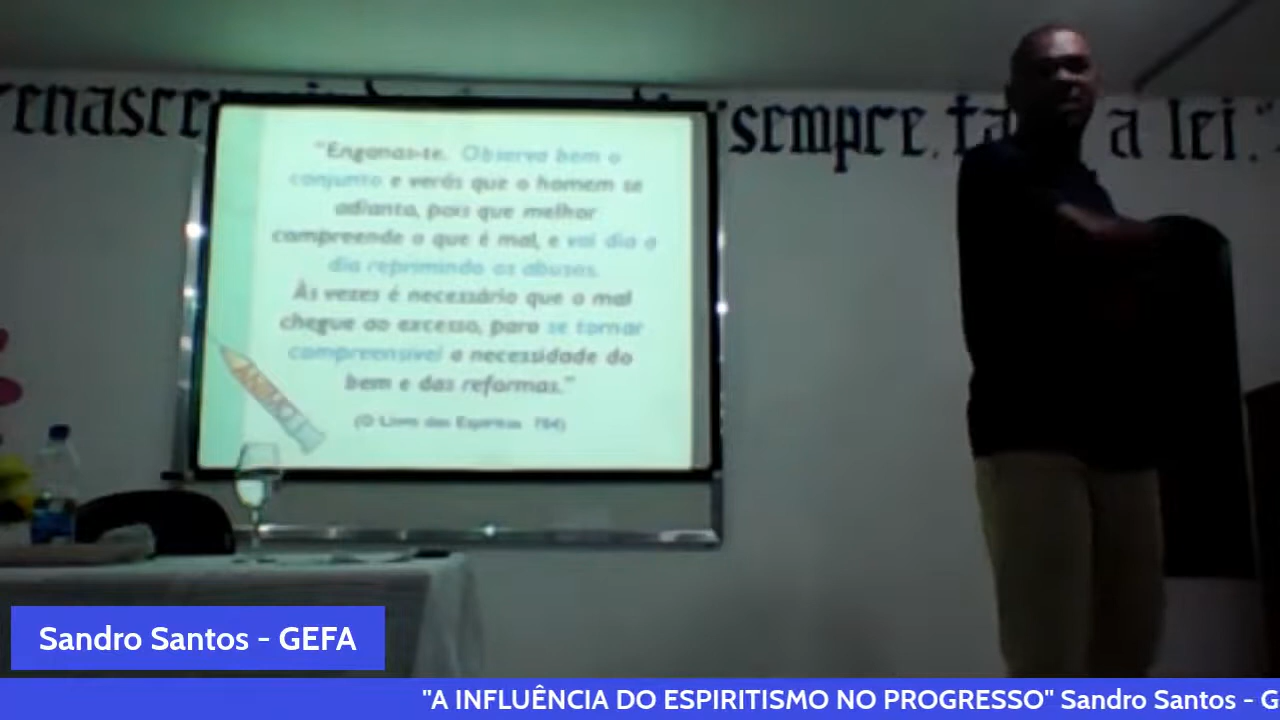 renascer
"sempre. tal a lei."
"Enganas-te. Observa bem o
conjunto e verás que o homem se
adianta, pois que melhor
compreende o que é mal, e vai dia a
dia reprimindo os abusos.
Às vezes é necessário que o mal
chegue ao excesso, para se tornar
compreensível a necessidade do
bem e das reformas."
(O Livro dos Espíritos 784)
Sandro Santos - GEFA
"A INFLUÊNCIA DO ESPIRITISMO NO PROGRESSO" Sandro Santos - G